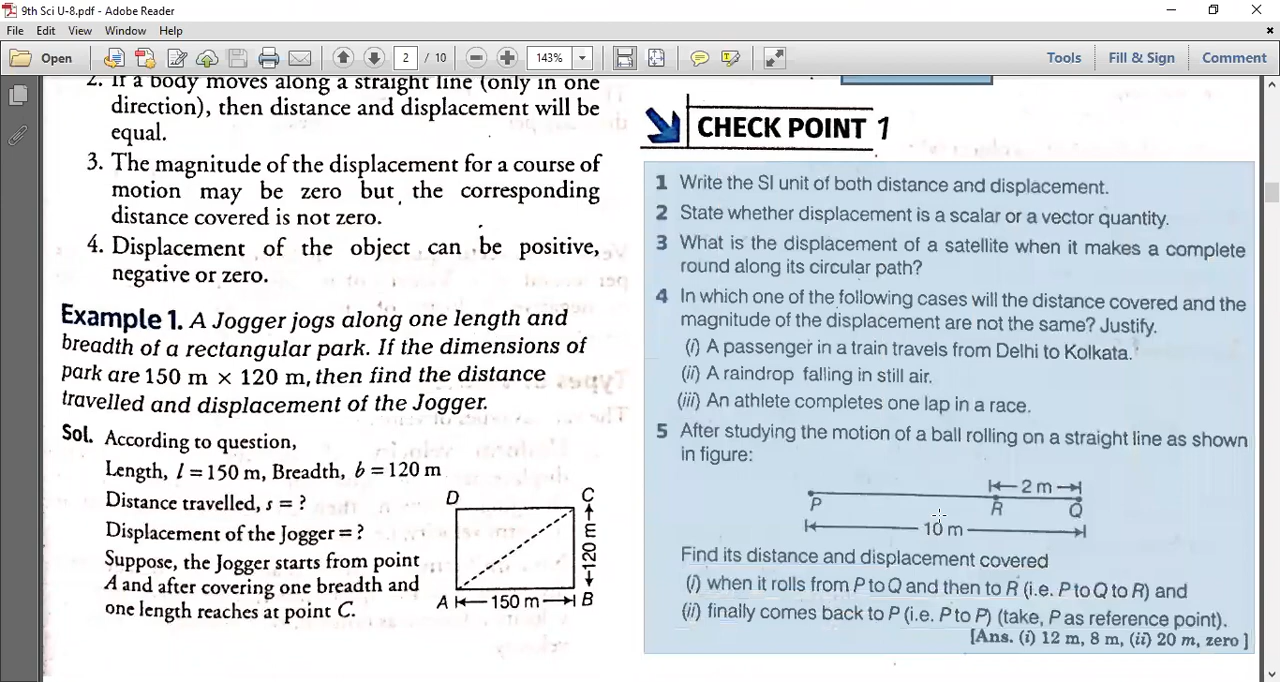 9th Sci U-8.pdf - Adobe Reader
File Edit View Window Help
Open 2 / 10 143% Tools Fill & Sign Comment
2. If a body moves along a straight line (only in one
direction), then distance and displacement will be
equal.
3. The magnitude of the displacement for a course of
motion may be zero but the corresponding
distance covered is not zero.
4. Displacement of the object can be positive,
negative or zero.
Example 1. A Jogger jogs along one length and
breadth of a rectangular park. If the dimensions of
park are 150 m × 120 m, then find the distance
travelled and displacement of the Jogger.
Sol. According to question,
Length, l = 150 m, Breadth, b = 120 m
Distance travelled, s = ?
Displacement of the Jogger = ?
Suppose, the Jogger starts from point
A and after covering one breadth and
one length reaches at point C.
D C
120 m
A 150 m B
CHECK POINT 1
1 Write the SI unit of both distance and displacement.
2 State whether displacement is a scalar or a vector quantity.
3 What is the displacement of a satellite when it makes a complete
round along its circular path?
4 In which one of the following cases will the distance covered and the
magnitude of the displacement are not the same? Justify.
(i) A passenger in a train travels from Delhi to Kolkata.
(ii) A raindrop falling in still air.
(iii) An athlete completes one lap in a race.
5 After studying the motion of a ball rolling on a straight line as shown
in figure:
2 m
P R Q
10 m
Find its distance and displacement covered
(i) when it rolls from P to Q and then to R (i.e. P to Q to R) and
(ii) finally comes back to P (i.e. P to P) (take, P as reference point).
[Ans. (i) 12 m, 8 m, (ii) 20 m, zero ]